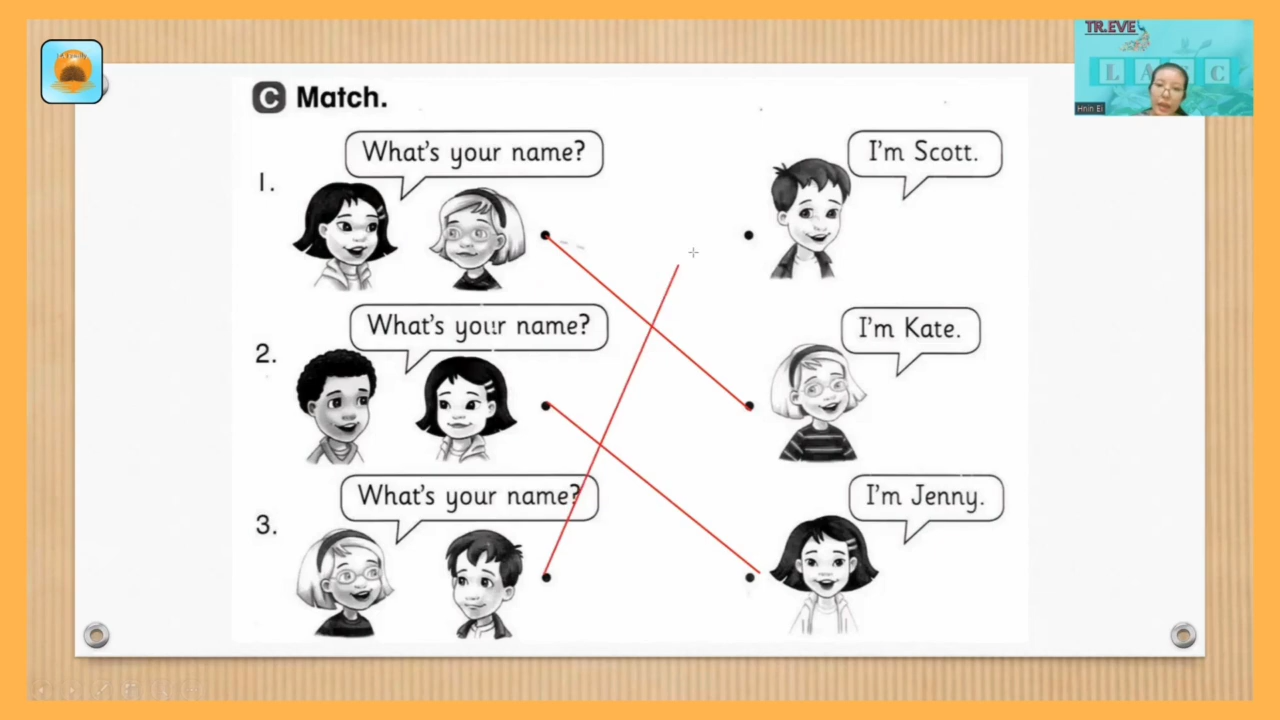 TR.EVE
L A C
Hnin Ei
C Match.
1.
What's your name?
I'm Scott.
2.
What's your name?
I'm Kate.
3.
What's your name?
I'm Jenny.